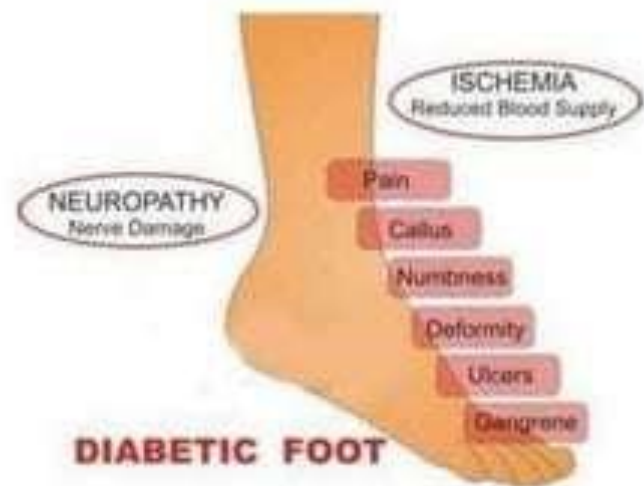 ISCHEMIA
Reduced Blood Supply
Pain
NEUROPATHY
Nerve Damage
Callus
Numbness
Deformity
Ulcers
Gangrene
DIABETIC FOOT